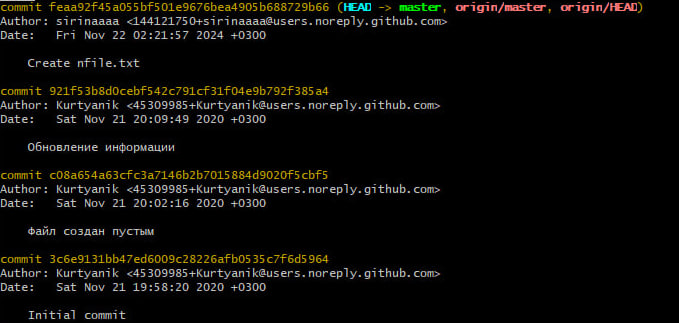 commit feaa92f45a055bf501e9676bea4905b688729b66 (HEAD -> master, origin/master, origin/HEAD)
Author: sirinaaaa <144121750+sirinaaaa@users.noreply.github.com>
Date:   Fri Nov 22 02:21:57 2024 +0300
Create nfile.txt
commit 921f53b8d0cebf542c791cf31f04e9b792f385a4
Author: Kurtyanik <45309985+Kurtyanik@users.noreply.github.com>
Date:   Sat Nov 21 20:09:49 2020 +0300
Обновление информации
commit c08a654a63cfc3a7146b2b7015884d9020f5cbf5
Author: Kurtyanik <45309985+Kurtyanik@users.noreply.github.com>
Date:   Sat Nov 21 20:02:16 2020 +0300
Файл создан пустым
commit 3c6e9131bb47ed6009c28226afb0535c7f6d5964
Author: Kurtyanik <45309985+Kurtyanik@users.noreply.github.com>
Date:   Sat Nov 21 19:58:20 2020 +0300
Initial commit